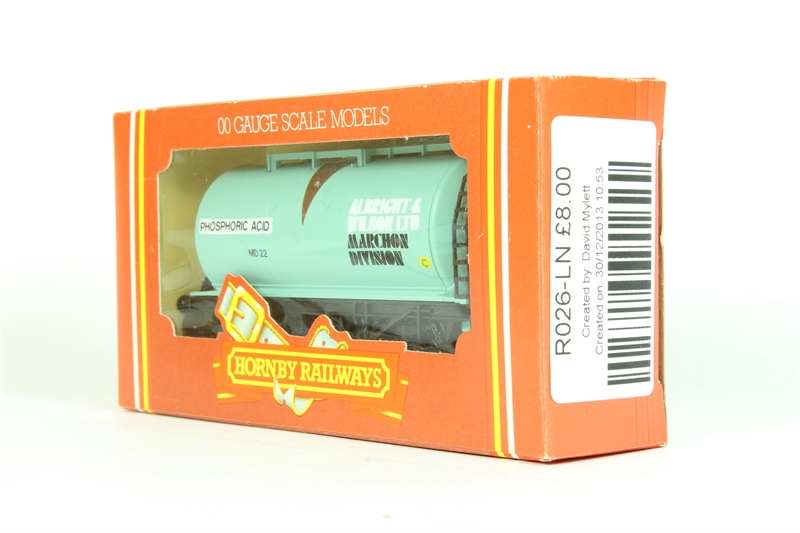 00 GAUGE SCALE MODELS
PHOSPHORIC ACID
MD 22
ALBRIGHT &
WILSON LTD
MARCHON
DIVISION
C
HORNBY RAILWAYS
R026-LN £8.00
Created by: David Mylett
Created on: 30/12/2013 10:53